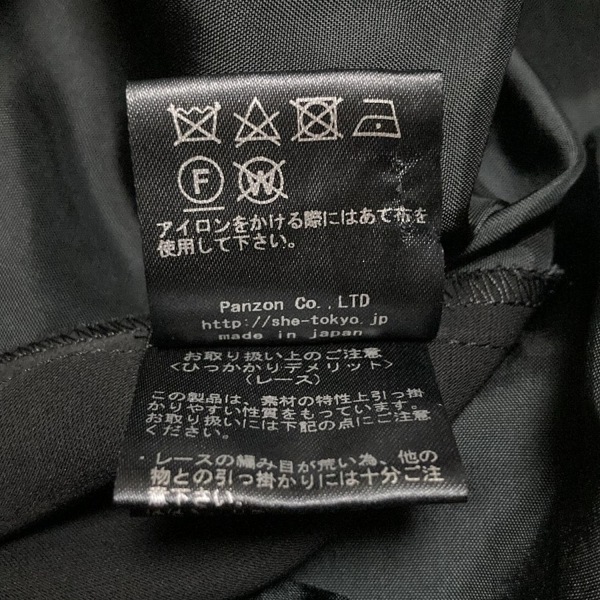 F W
アイロンをかける際にはあて布を
使用して下さい。
Panzon Co.,LTD
http://she-tokyo.jp
made in japan
お取り扱い上のご注意
<ひっかかりデメリット>
(レース)
この製品は、素材の特性上引っ掛
かりやすい性質をもっています。
お取り扱いには下記の点にご注意
・レースの編み目が荒い為、他の
物との引っ掛かりには十分ご注
意下さい。